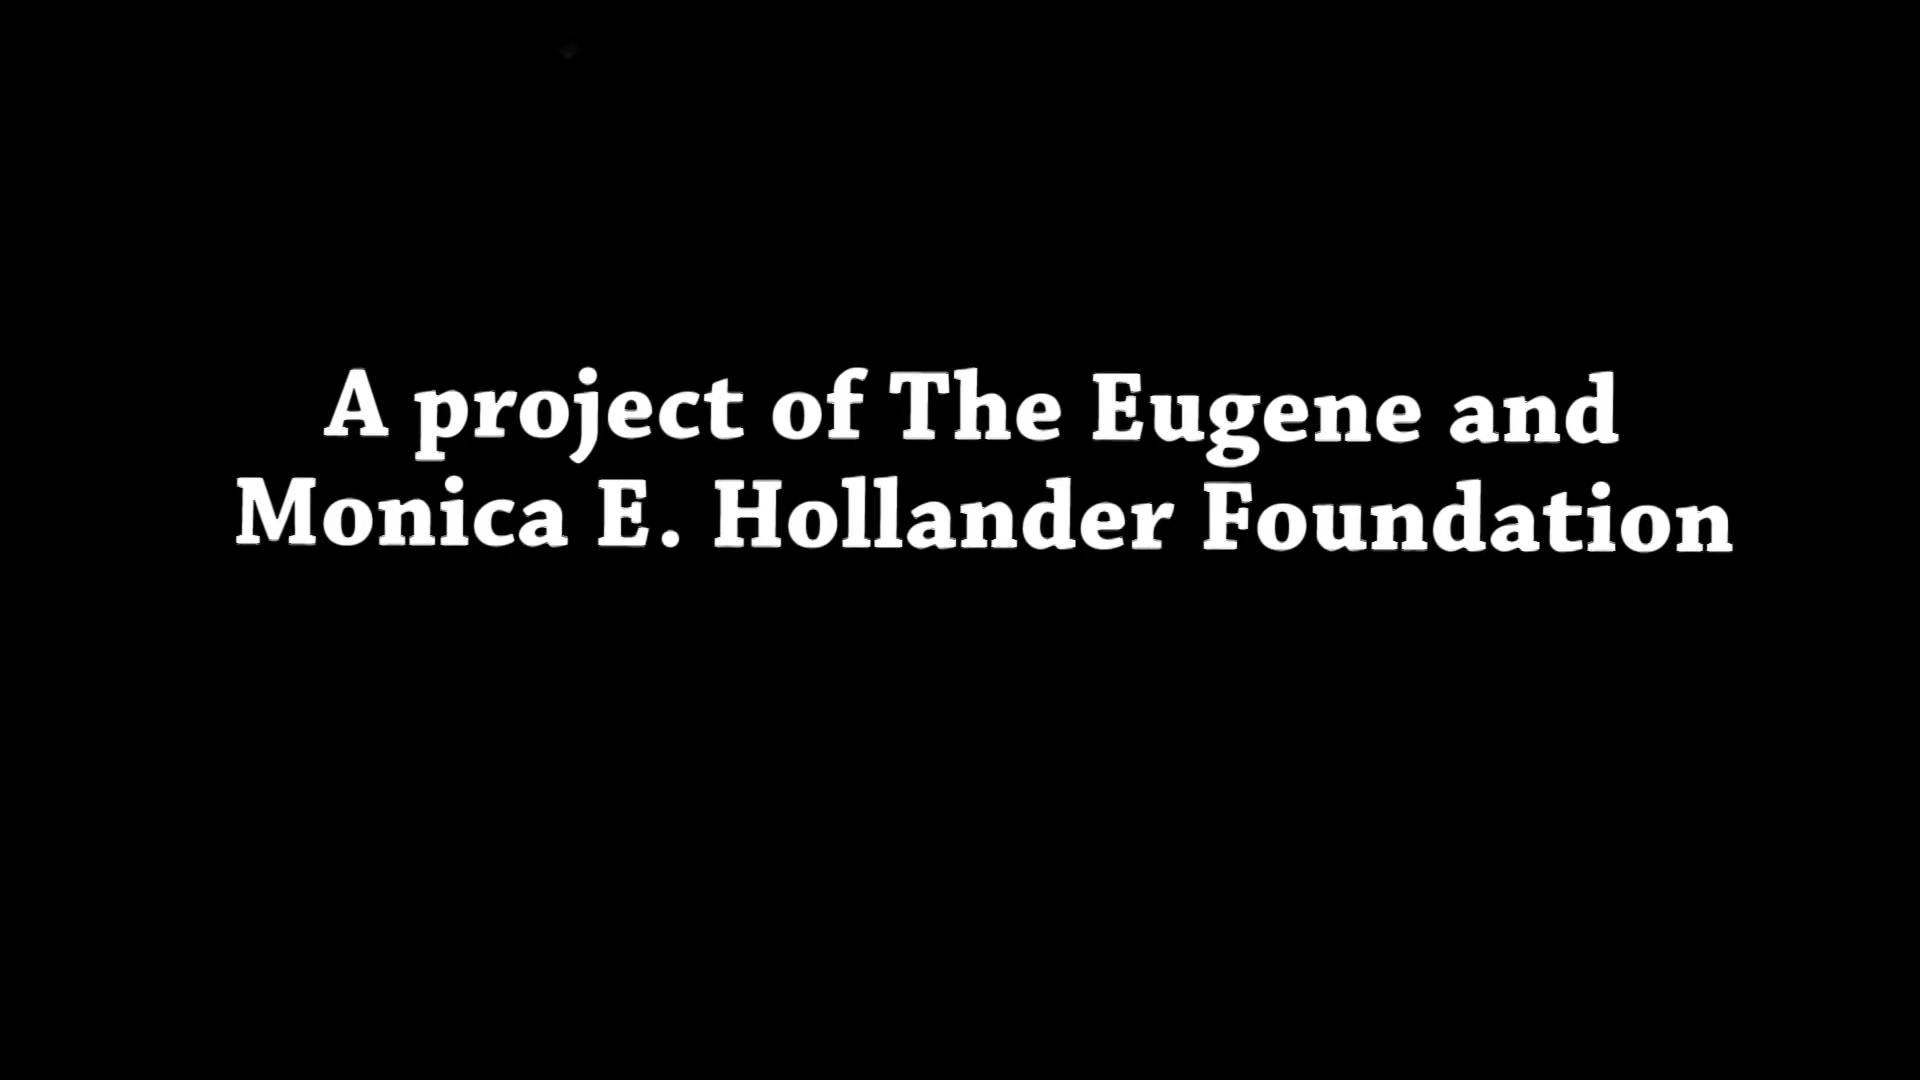 A project of The Eugene and
Monica E. Hollander Foundation